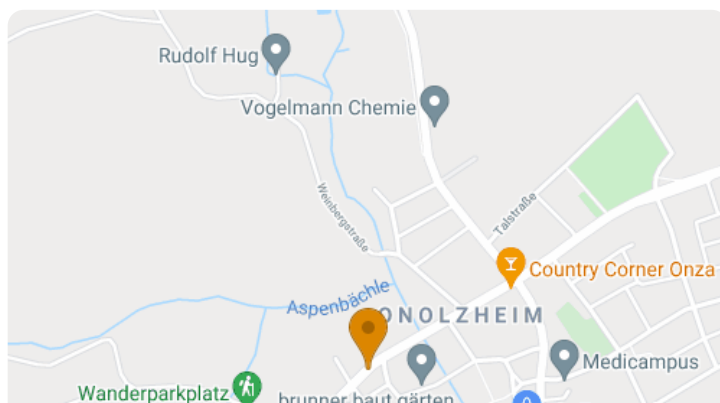 Rudolf Hug
Vogelmann Chemie
Weinbergstraße
Talstraße
Country Corner Onza
Aspenbächle
ONOLZHEIM
Medicampus
Wanderparkplatz
brunner baut gärten